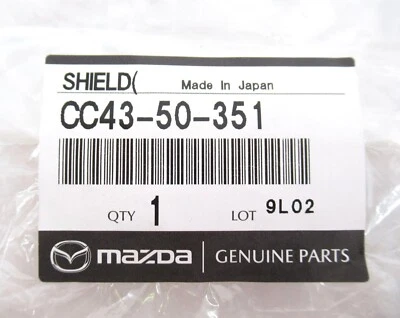 SHIELD( Made In Japan
CC43-50-351
QTY 1 LOT 9L02
mazda GENUINE PARTS